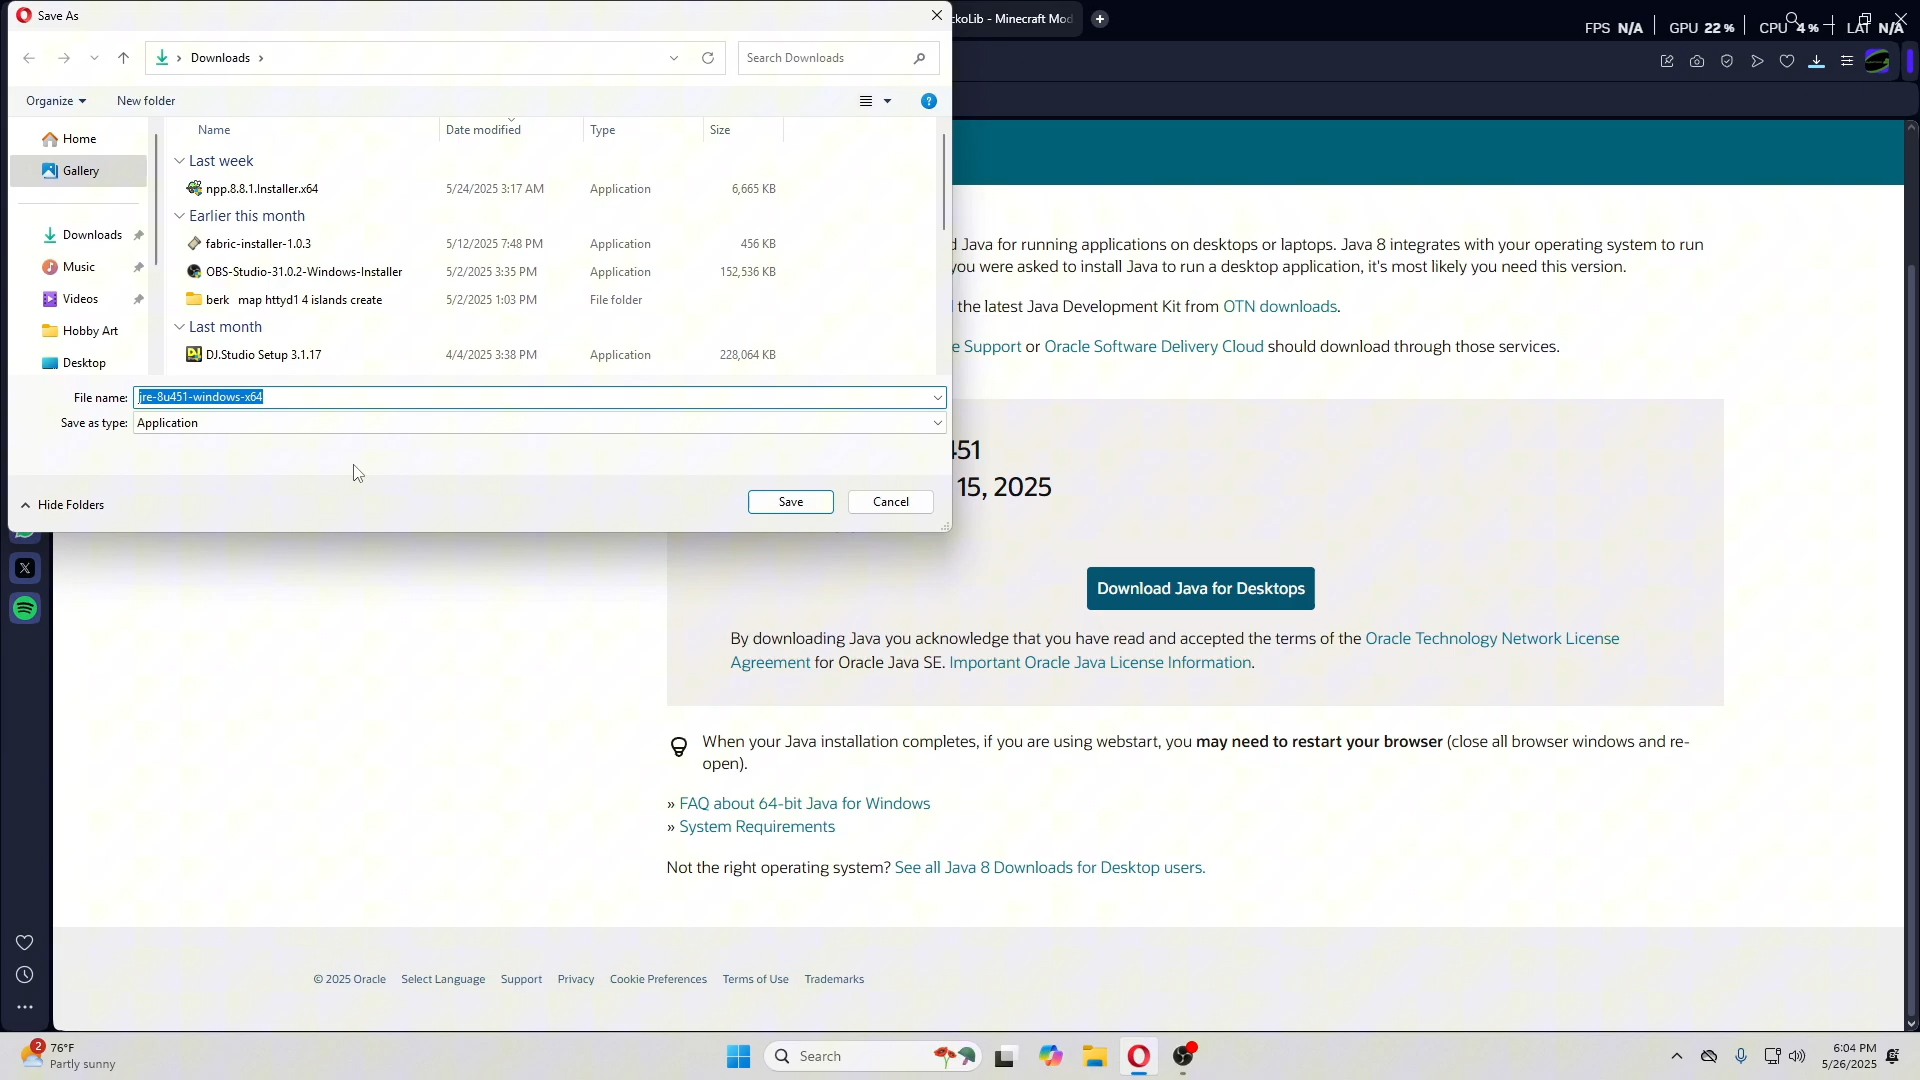 Save As
ckoLib - Minecraft Mod
FPS N/A
GPU 22 %
CPU 4 %
LAT N/A
Downloads
Search Downloads
Organize
New folder
Home
Gallery
Downloads
Music
Videos
Hobby Art
Desktop
Name Date modified Type Size
Last week
npp.8.8.1.Installer.x64 5/24/2025 3:17 AM Application 6,665 KB
Earlier this month
fabric-installer-1.0.3 5/12/2025 7:48 PM Application 456 KB
OBS-Studio-31.0.2-Windows-Installer 5/2/2025 3:35 PM Application 152,536 KB
berk map httyd1 4 islands create 5/2/2025 1:03 PM File folder
Last month
DJ.Studio Setup 3.1.17 4/4/2025 3:38 PM Application 228,064 KB
File name: jre-8u451-windows-x64
Save as type: Application
Hide Folders
Save
Cancel
d Java for running applications on desktops or laptops. Java 8 integrates with your operating system to run
you were asked to install Java to run a desktop application, it's most likely you need this version.
the latest Java Development Kit from OTN downloads.
e Support or Oracle Software Delivery Cloud should download through those services.
451
15, 2025
Download Java for Desktops
By downloading Java you acknowledge that you have read and accepted the terms of the Oracle Technology Network License
Agreement for Oracle Java SE. Important Oracle Java License Information.
When your Java installation completes, if you are using webstart, you may need to restart your browser (close all browser windows and re-
open).
» FAQ about 64-bit Java for Windows
» System Requirements
Not the right operating system? See all Java 8 Downloads for Desktop users.
© 2025 Oracle Select Language Support Privacy Cookie Preferences Terms of Use Trademarks
2
76°F
Partly sunny
Search
6:04 PM
5/26/2025